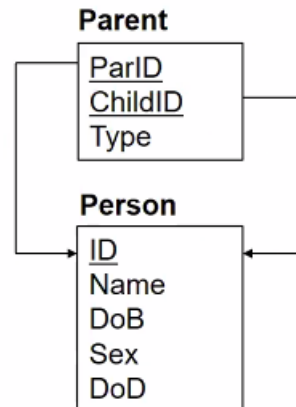 Parent
ParID
ChildID
Type
Person
ID
Name
DoB
Sex
DoD